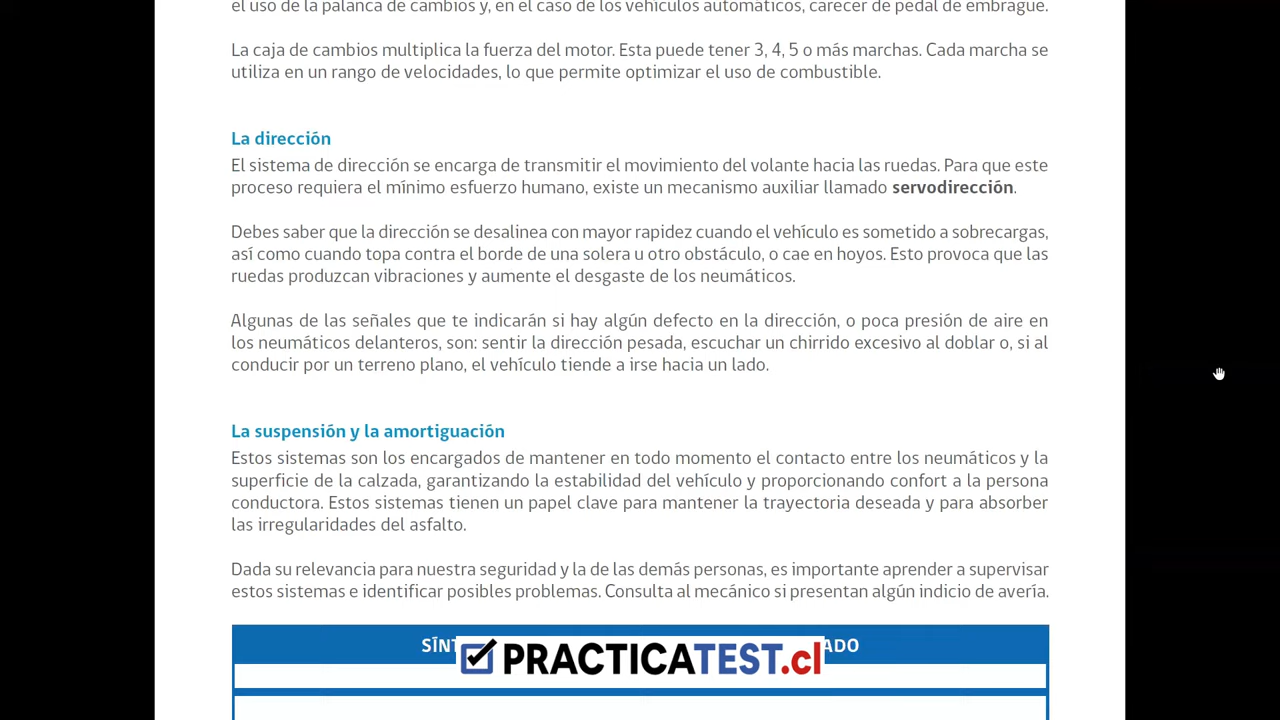 el uso de la palanca de cambios y, en el caso de los vehículos automáticos, carecer de pedal de embrague.
La caja de cambios multiplica la fuerza del motor. Esta puede tener 3, 4, 5 o más marchas. Cada marcha se
utiliza en un rango de velocidades, lo que permite optimizar el uso de combustible.
La dirección
El sistema de dirección se encarga de transmitir el movimiento del volante hacia las ruedas. Para que este
proceso requiera el mínimo esfuerzo humano, existe un mecanismo auxiliar llamado servodirección.
Debes saber que la dirección se desalinea con mayor rapidez cuando el vehículo es sometido a sobrecargas,
así como cuando topa contra el borde de una solera u otro obstáculo, o cae en hoyos. Esto provoca que las
ruedas produzcan vibraciones y aumente el desgaste de los neumáticos.
Algunas de las señales que te indicarán si hay algún defecto en la dirección, o poca presión de aire en
los neumáticos delanteros, son: sentir la dirección pesada, escuchar un chirrido excesivo al doblar o, si al
conducir por un terreno plano, el vehículo tiende a irse hacia un lado.
La suspensión y la amortiguación
Estos sistemas son los encargados de mantener en todo momento el contacto entre los neumáticos y la
superficie de la calzada, garantizando la estabilidad del vehículo y proporcionando confort a la persona
conductora. Estos sistemas tienen un papel clave para mantener la trayectoria deseada y para absorber
las irregularidades del asfalto.
Dada su relevancia para nuestra seguridad y la de las demás personas, es importante aprender a supervisar
estos sistemas e identificar posibles problemas. Consulta al mecánico si presentan algún indicio de avería.
PRACTICATEST.cl